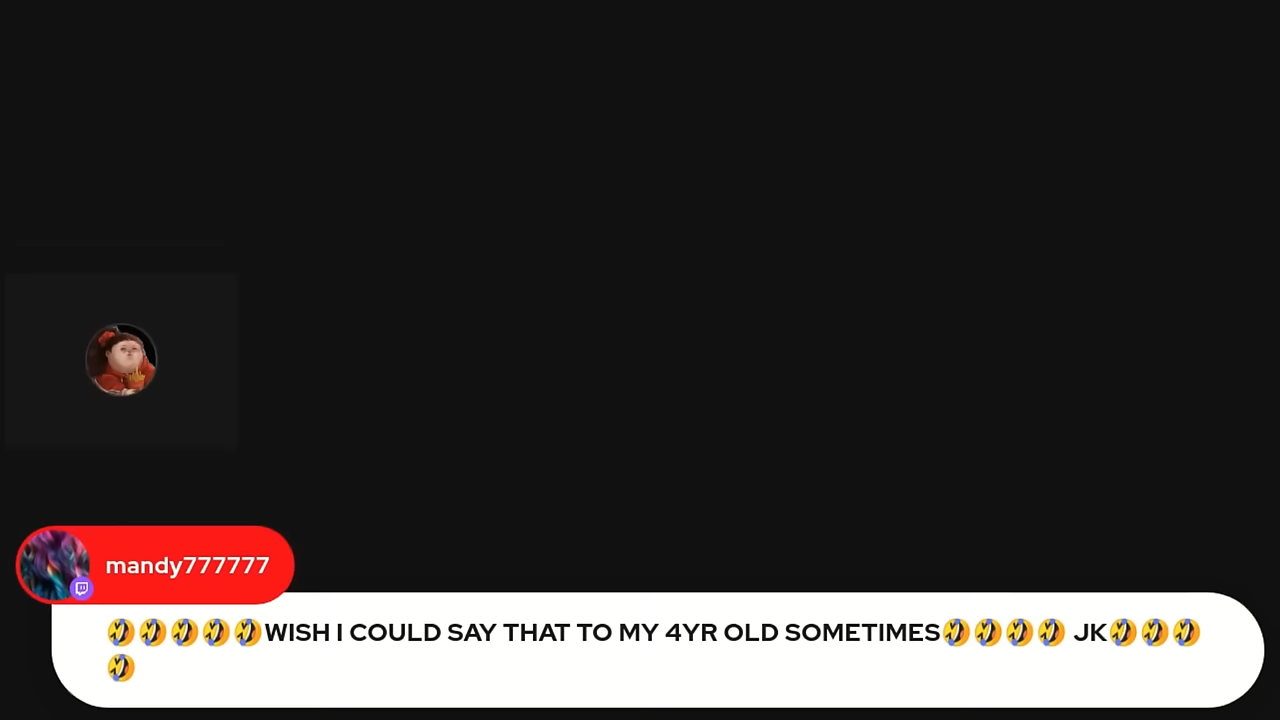 mandy777777
🤣🤣🤣🤣🤣WISH I COULD SAY THAT TO MY 4YR OLD SOMETIMES🤣🤣🤣🤣 JK🤣🤣🤣
🤣